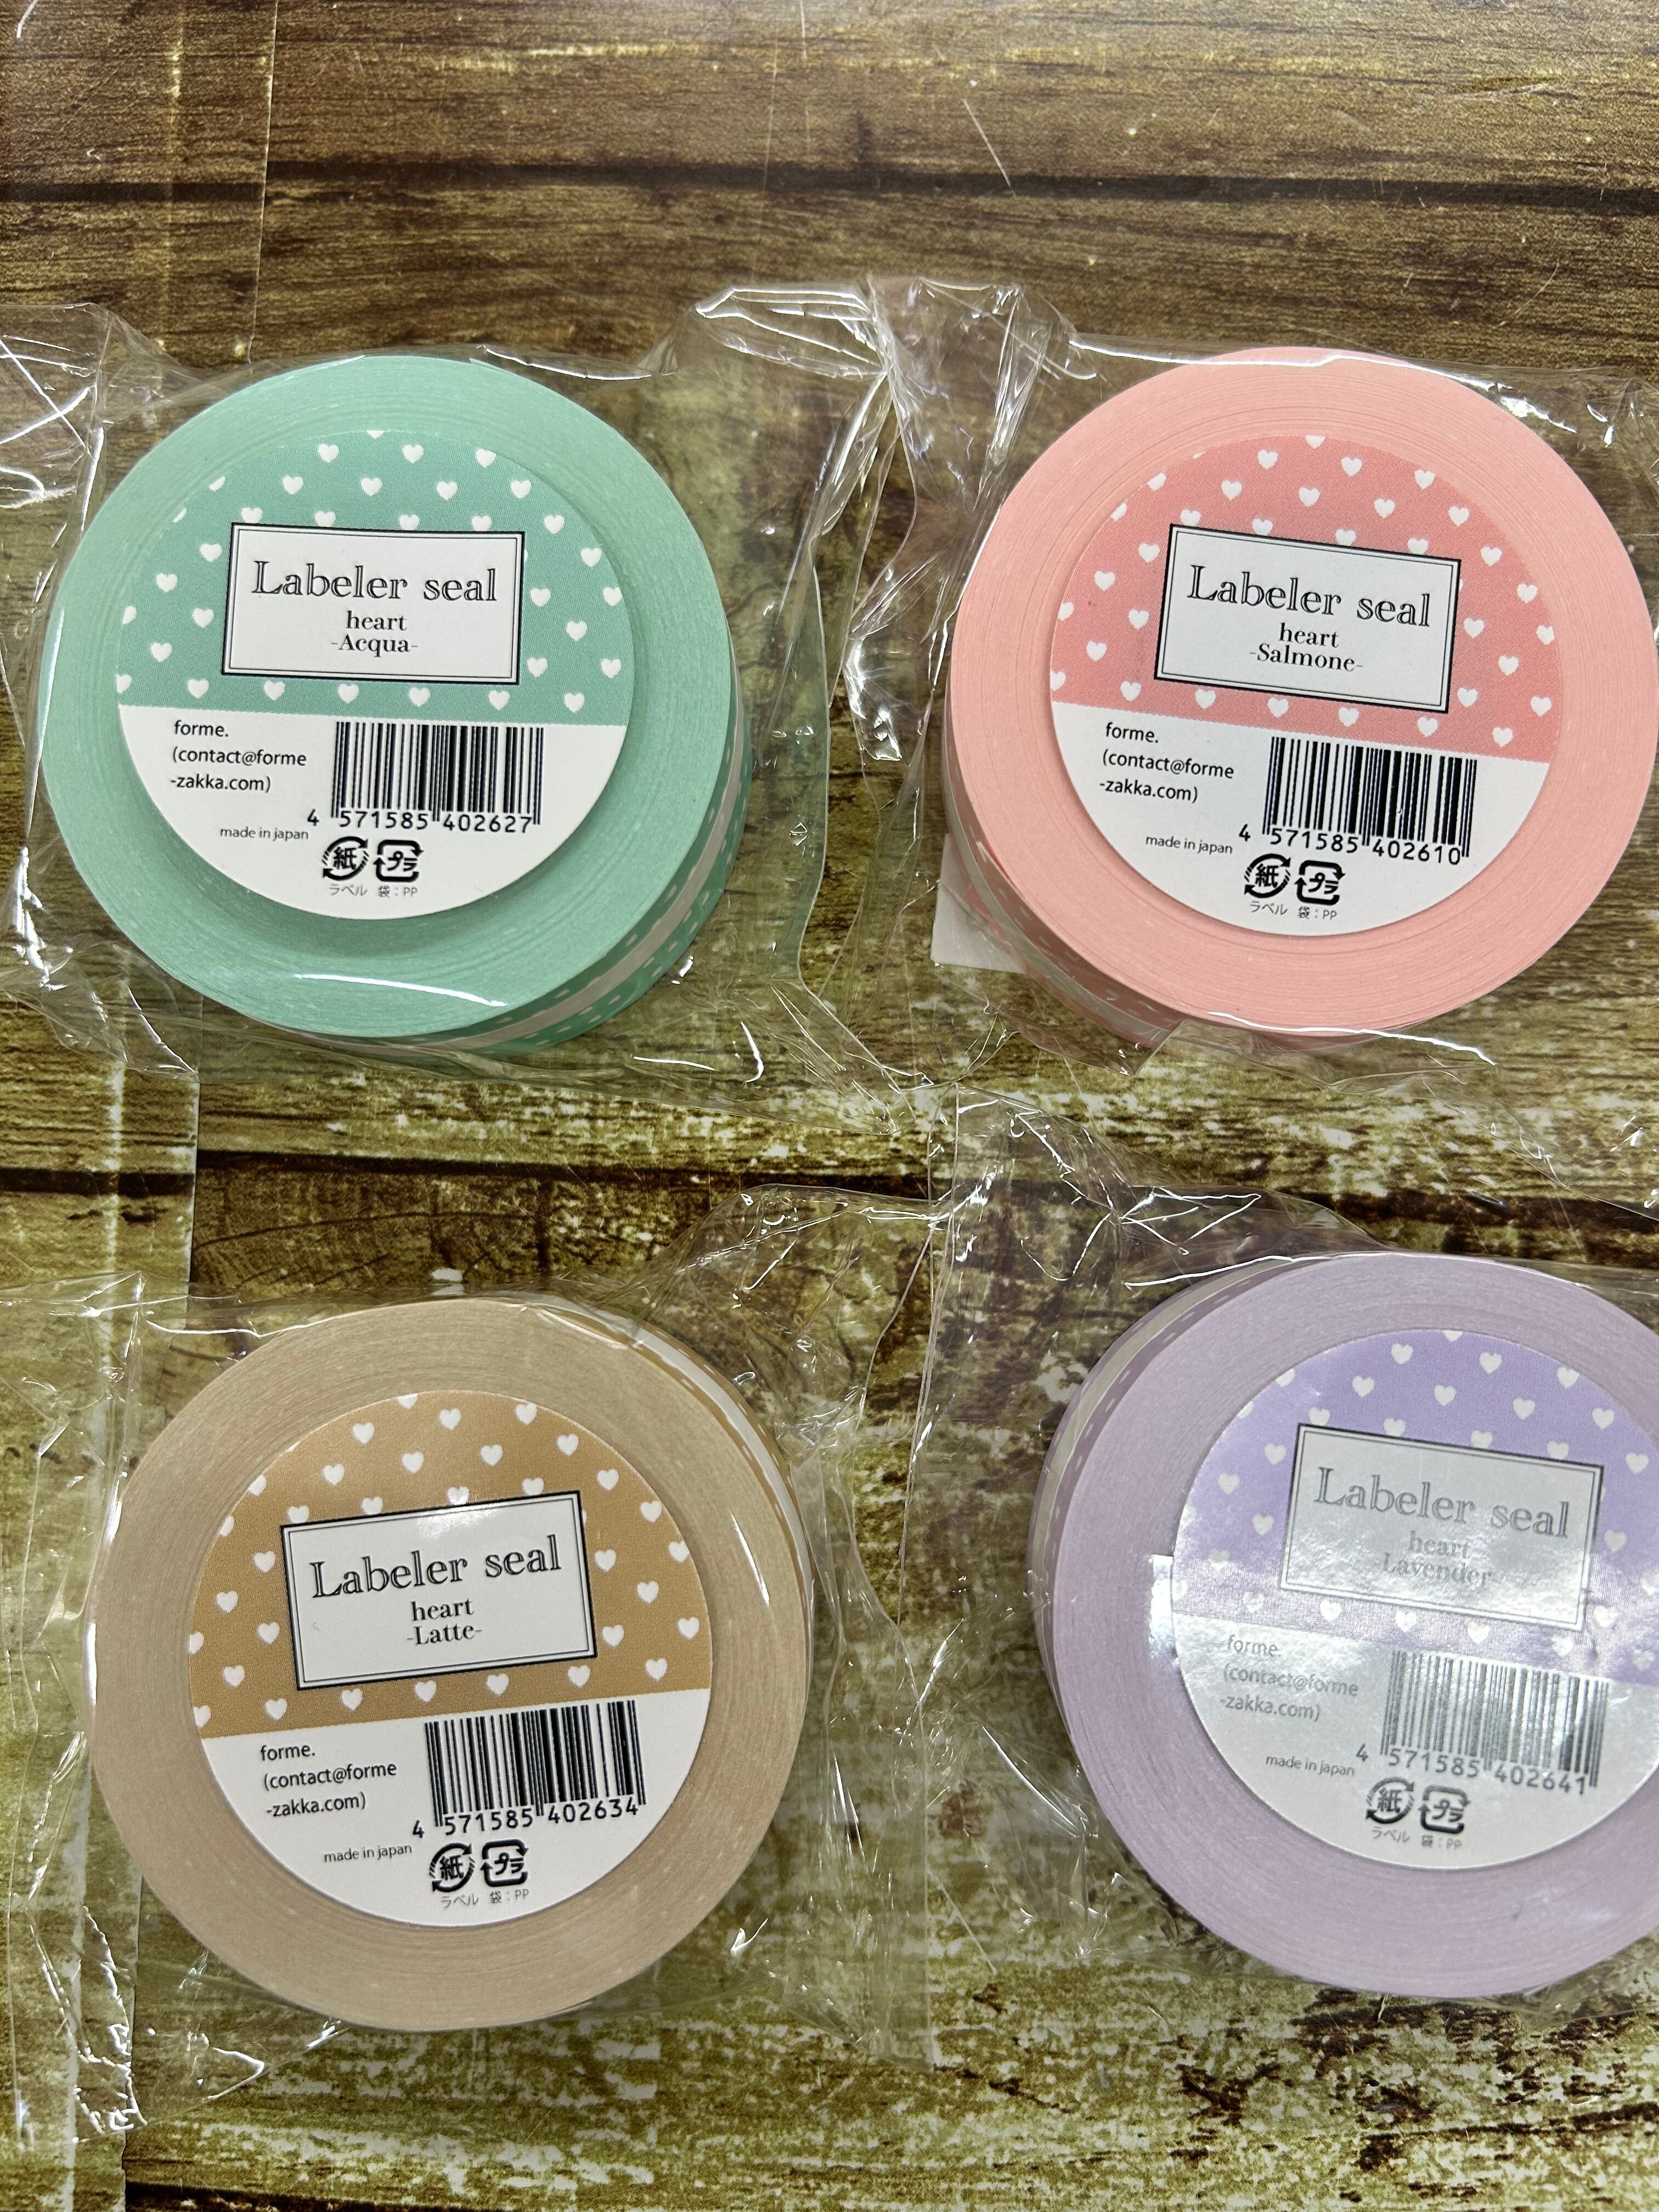 Labeler seal
heart
-Acqua-
forme.
(contact@forme
-zakka.com)
made in japan
4 571585 402627
紙
プラ
ラベル 袋：PP
Labeler seal
heart
-Salmone-
forme.
(contact@forme
-zakka.com)
made in japan
4 571585 402610
紙
プラ
ラベル 袋：PP
Labeler seal
heart
-Latte-
forme.
(contact@forme
-zakka.com)
made in japan
4 571585 402634
紙
プラ
ラベル 袋：PP
Labeler seal
heart
-Lavender-
forme.
(contact@forme
-zakka.com)
made in japan
4 571585 402641
紙
プラ
ラベル 袋：PP